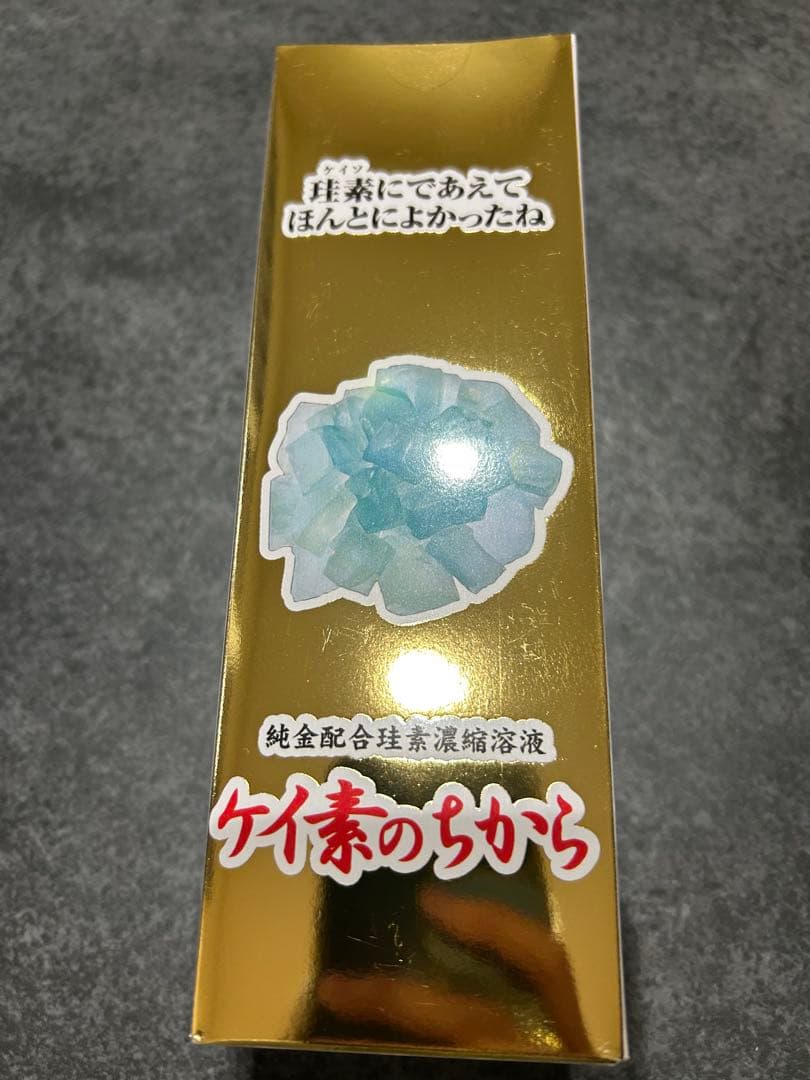 ケイソ
珪素にであえて
ほんとによかったね
純金配合珪素濃縮溶液
ケイ素のちから